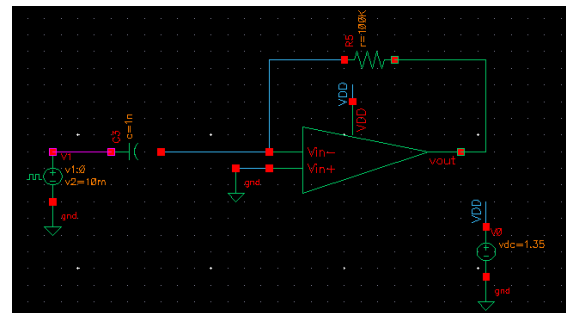 R5
r=100K
VDD
VDD
C3
c=1n
V1
v1:0
v2=10m
gnd
Vin-
Vin+
vout
gnd
VDD
V0
vdc=1.35
gnd